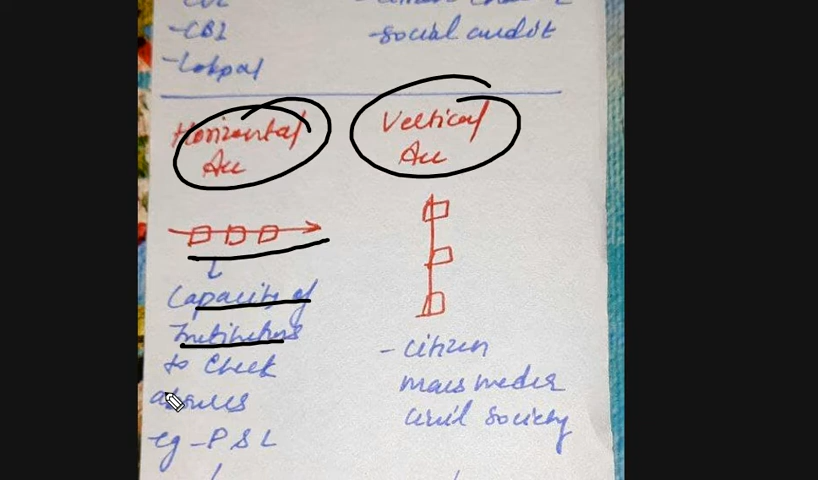 -CBI
-social audit
-Lokpal
Horizontal
Acc
Vertical
Acc
Capacity of
Institutions
to check
abuses
eg - PSL
- citizen
mass media
civil society